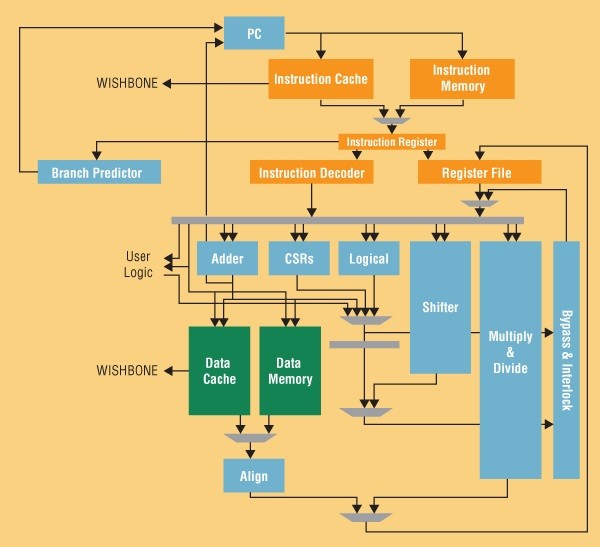 PC
WISHBONE
Instruction Cache
Instruction
Memory
Instruction Register
Branch Predictor
Instruction Decoder
Register File
User
Logic
Adder
CSRs
Logical
Shifter
Multiply
&
Divide
Bypass & Interlock
WISHBONE
Data
Cache
Data
Memory
Align